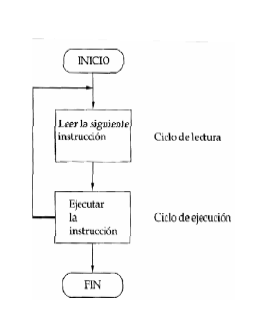 INICIO
Leer la siguiente
instrucción
Ciclo de lectura
Ejecutar
la
instrucción
Ciclo de ejecución
FIN